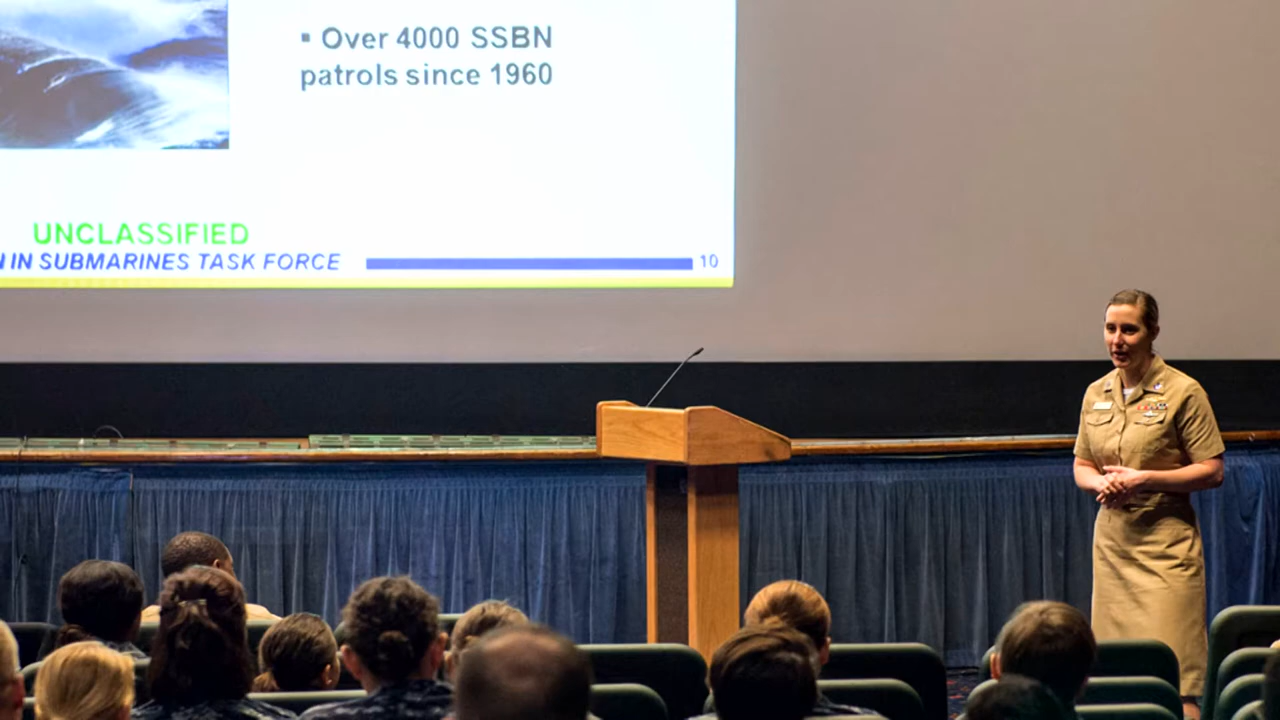 ▪ Over 4000 SSBN
patrols since 1960
UNCLASSIFIED
N IN SUBMARINES TASK FORCE 10